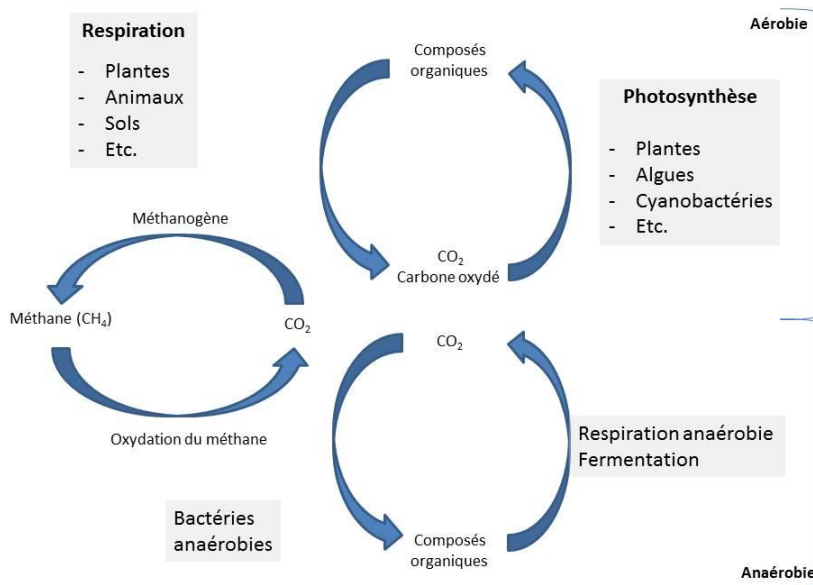 Respiration
- Plantes
- Animaux
- Sols
- Etc.
Composés
organiques
Aérobie
Photosynthèse
- Plantes
- Algues
- Cyanobactéries
- Etc.
Méthanogène
CO₂
Carbone oxydé
Méthane (CH₄)
CO₂
CO₂
Oxydation du méthane
Respiration anaérobie
Fermentation
Bactéries
anaérobies
Composés
organiques
Anaérobie